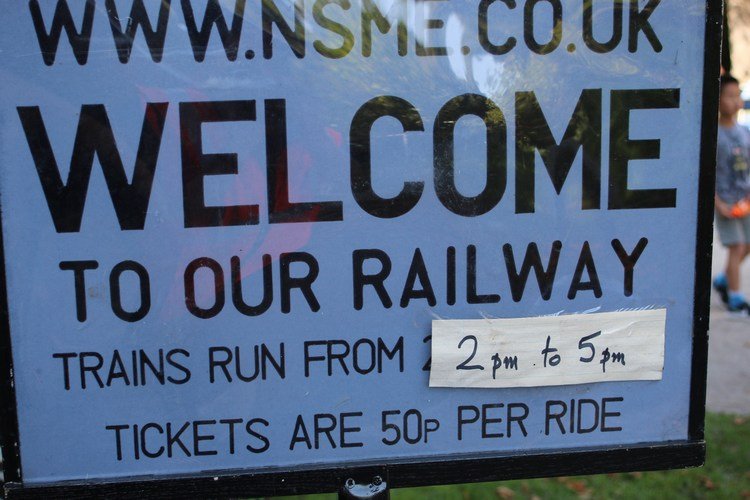 WWW.NSME.CO.UK
WELCOME
TO OUR RAILWAY
TRAINS RUN FROM 2pm to 5pm
TICKETS ARE 50P PER RIDE